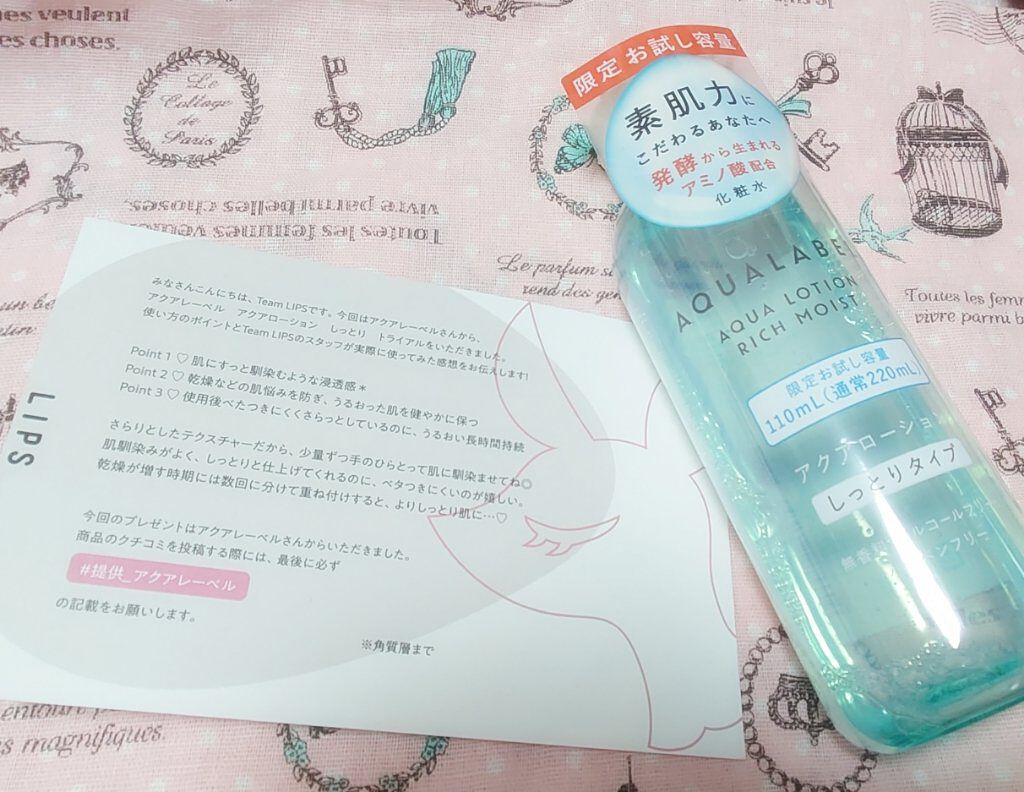 nes veulent
es choses.
Le
Collage
de
Paris
Toutes les femmes veu
vivre parmi belles choses
Le parfum
rend des
Toutes les femm
vivre parmi b
un be
magnifiques.
限定 お試し容量
素肌力に
こだわるあなたへ
発酵から生まれる
アミノ酸配合
化粧水
AQUALABE
AQUA LOTION
RICH MOIST
限定お試し容量
110mL(通常220mL)
アクアローショ
しっとりタイプ
LIPS
みなさんこんにちは、Team LIPSです。今回はアクアレーベルさんから、
アクアレーベル アクアローション しっとり トライアルをいただきました。
使い方のポイントとTeam LIPSのスタッフが実際に使ってみた感想をお伝えします!
Point 1 ♡ 肌にすっと馴染むような浸透感＊
Point 2 ♡ 乾燥などの肌悩みを防ぎ、うるおった肌を健やかに保つ
Point 3 ♡ 使用後べたつきにくくさらっとしているのに、うるおい長時間持続
さらりとしたテクスチャーだから、少量ずつ手のひらとって肌に馴染ませてね◎
肌馴染みがよく、しっとりと仕上げてくれるのに、ベタつきにくいのが嬉しい。
乾燥が増す時期には数回に分けて重ね付けすると、よりしっとり肌に…♡
今回のプレゼントはアクアレーベルさんからいただきました。
商品のクチコミを投稿する際には、最後に必ず
#提供_アクアレーベル
の記載をお願いします。
※角質層まで